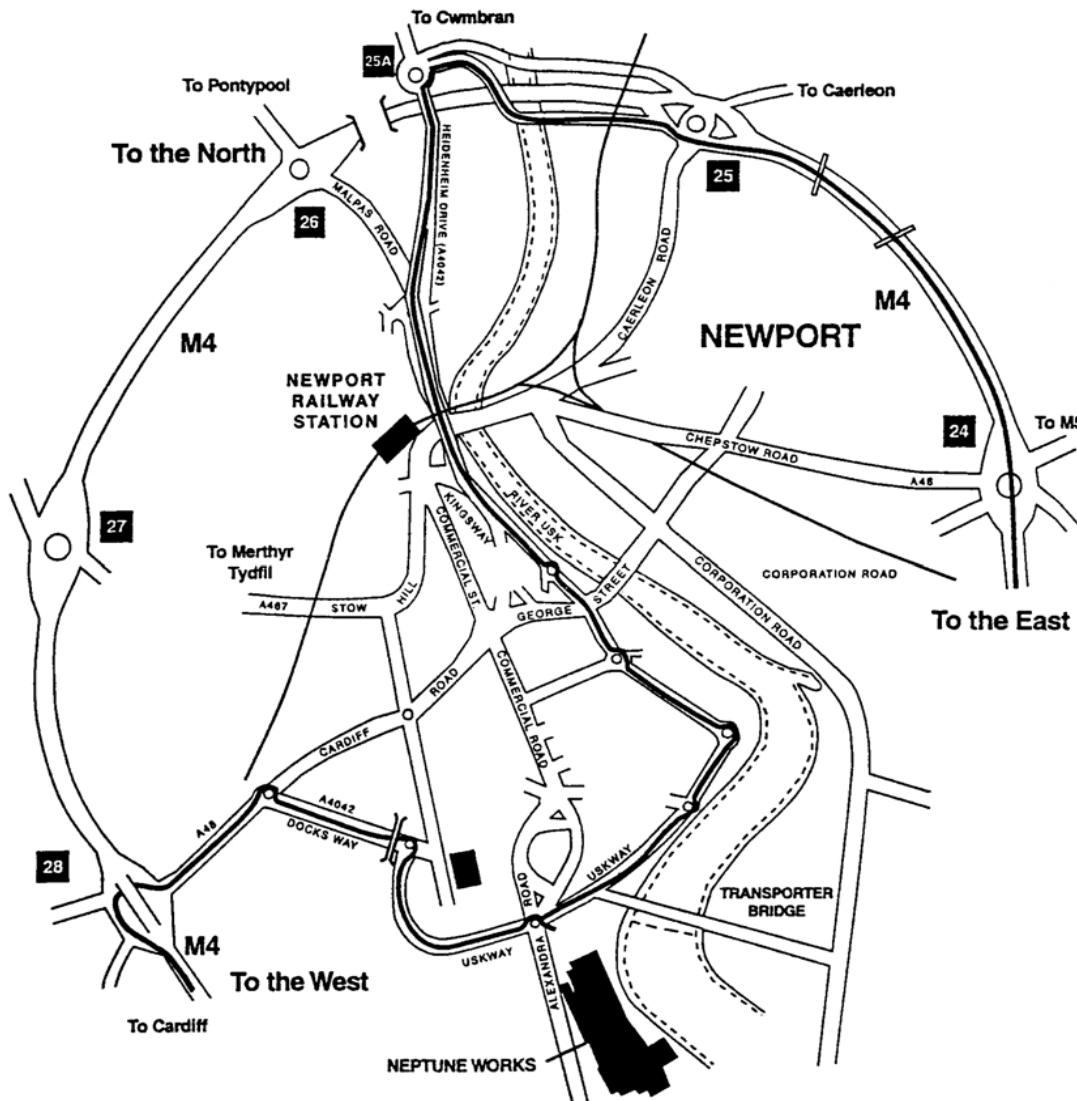 To Cwmbran
25A
To Pontypool
To Caerleon
To the North
HEIDENHEIM DRIVE (A4042)
25
MALPAS ROAD
26
CAERLEON ROAD
M4
M4
NEWPORT
NEWPORT
RAILWAY
STATION
24
To M5
CHEPSTOW ROAD
A48
KINGSWAY
RIVER USK
27
COMMERCIAL ST.
To Merthyr
Tydfil
CORPORATION ROAD
CORPORATION ROAD
A467
STOW
HILL
GEORGE
STREET
To the East
COMMERCIAL ROAD
CARDIFF
ROAD
A4042
DOCKS WAY
A48
28
USKWAY
TRANSPORTER
BRIDGE
M4
USKWAY
ALEXANDRA
ROAD
To the West
To Cardiff
NEPTUNE WORKS